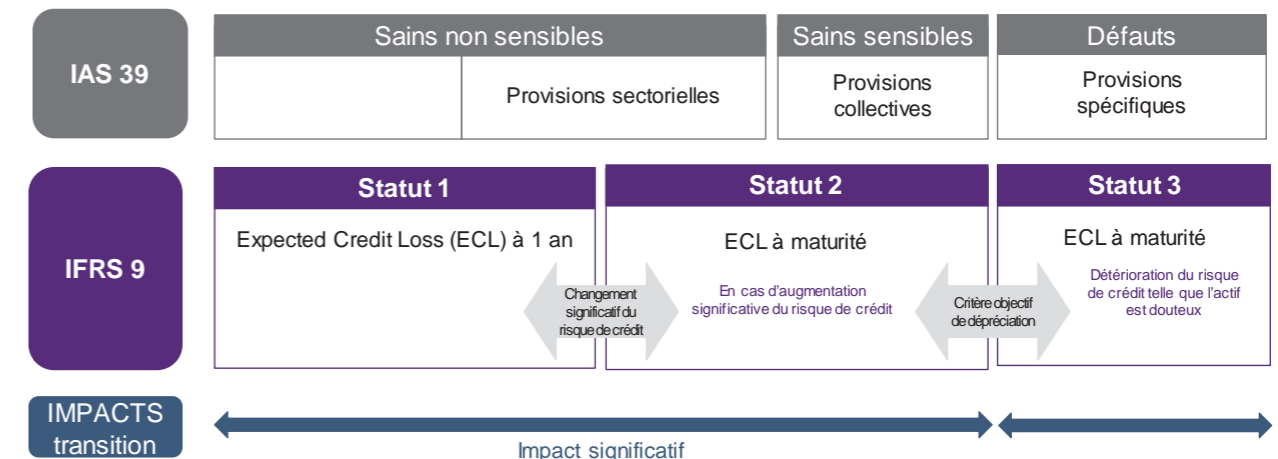 IAS 39
Sains non sensibles
Sains sensibles
Défauts
Provisions sectorielles
Provisions
collectives
Provisions
spécifiques
IFRS 9
Statut 1
Statut 2
Statut 3
Expected Credit Loss (ECL) à 1 an
ECL à maturité
ECL à maturité
Changement
significatif du
risque de crédit
En cas d'augmentation
significative du risque de crédit
Critère objectif
de dépréciation
Détérioration du risque
de crédit telle que l'actif
est douteux
IMPACTS
transition
Impact significatif